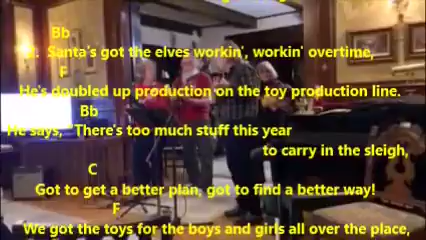 Bb
2. Santa's got the elves workin', workin' overtime,
F
He's doubled up production on the toy production line.
Bb
He says, "There's too much stuff this year
to carry in the sleigh,
C
Got to get a better plan, got to find a better way!
F
We got the toys for the boys and girls all over the place,